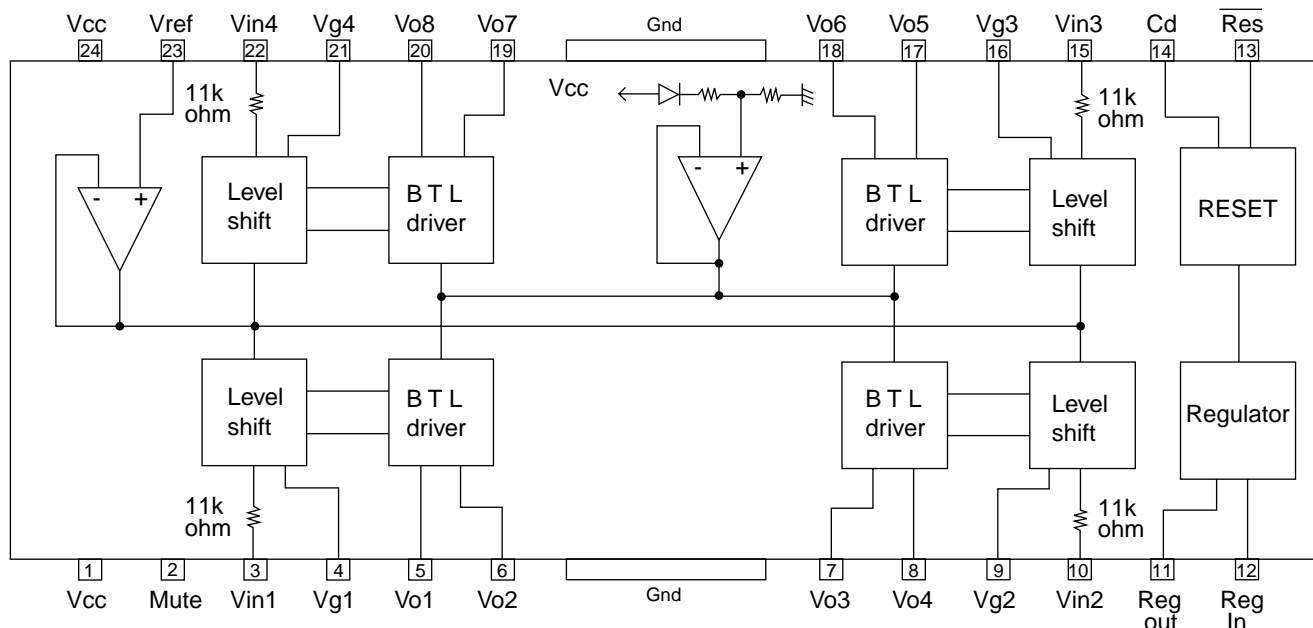 Vcc Vref Vin4 Vg4 Vo8 Vo7 Gnd Vo6 Vo5 Vg3 Vin3 Cd Res
24 23 22 21 20 19 18 17 16 15 14 13
11k
ohm
Vcc
11k
ohm
- +
Level
shift
B T L
driver
- +
B T L
driver
Level
shift
RESET
Level
shift
B T L
driver
B T L
driver
Level
shift
Regulator
11k
ohm
11k
ohm
1 2 3 4 5 6 7 8 9 10 11 12
Vcc Mute Vin1 Vg1 Vo1 Vo2 Gnd Vo3 Vo4 Vg2 Vin2 Reg
out Reg
In